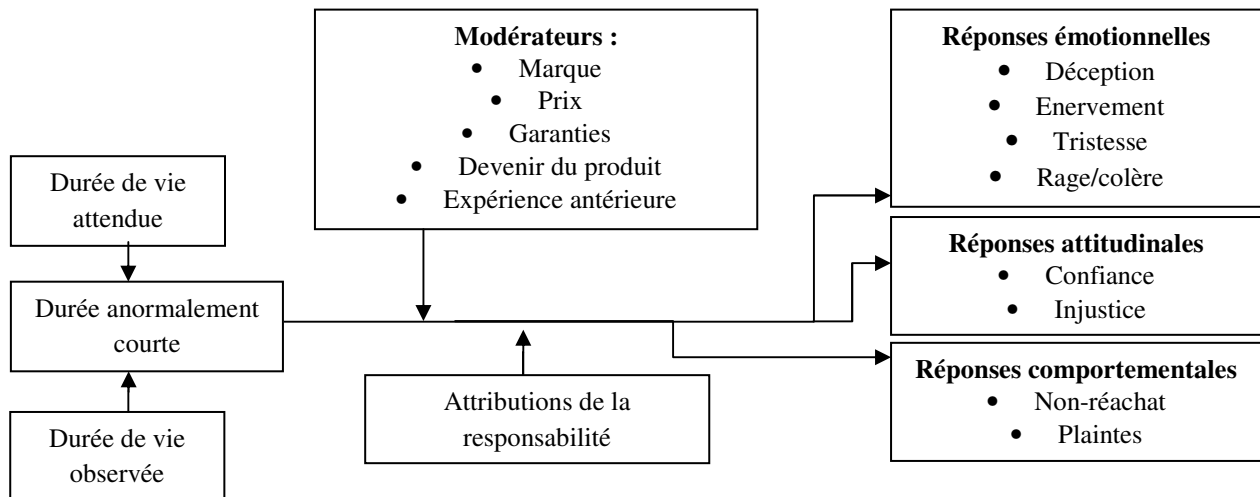 Durée de vie
attendue
Durée anormalement
courte
Durée de vie
observée
Modérateurs :
• Marque
• Prix
• Garanties
• Devenir du produit
• Expérience antérieure
Attributions de la
responsabilité
Réponses émotionnelles
• Déception
• Enervement
• Tristesse
• Rage/colère
Réponses attitudinales
• Confiance
• Injustice
Réponses comportementales
• Non-réachat
• Plaintes